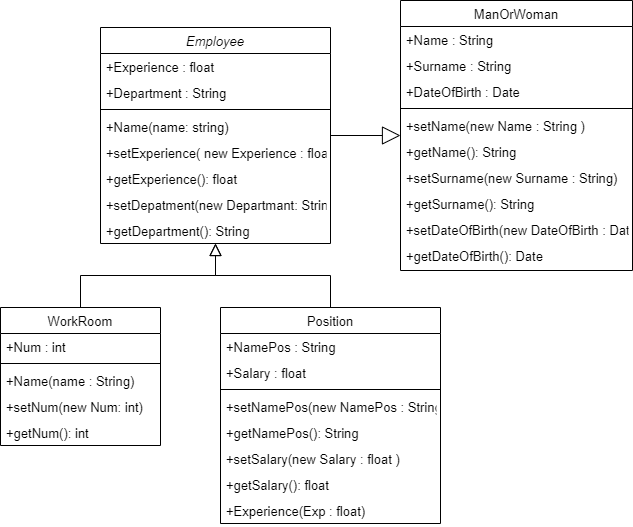 Employee
+Experience : float
+Department : String
+Name(name: string)
+setExperience( new Experience : floa
+getExperience(): float
+setDepatment(new Departmant: Strin
+getDepartment(): String
ManOrWoman
+Name : String
+Surname : String
+DateOfBirth : Date
+setName(new Name : String )
+getName(): String
+setSurname(new Surname : String)
+getSurname(): String
+setDateOfBirth(new DateOfBirth : Dat
+getDateOfBirth(): Date
WorkRoom
+Num : int
+Name(name : String)
+setNum(new Num: int)
+getNum(): int
Position
+NamePos : String
+Salary : float
+setNamePos(new NamePos : String
+getNamePos(): String
+setSalary(new Salary : float )
+getSalary(): float
+Experience(Exp : float)